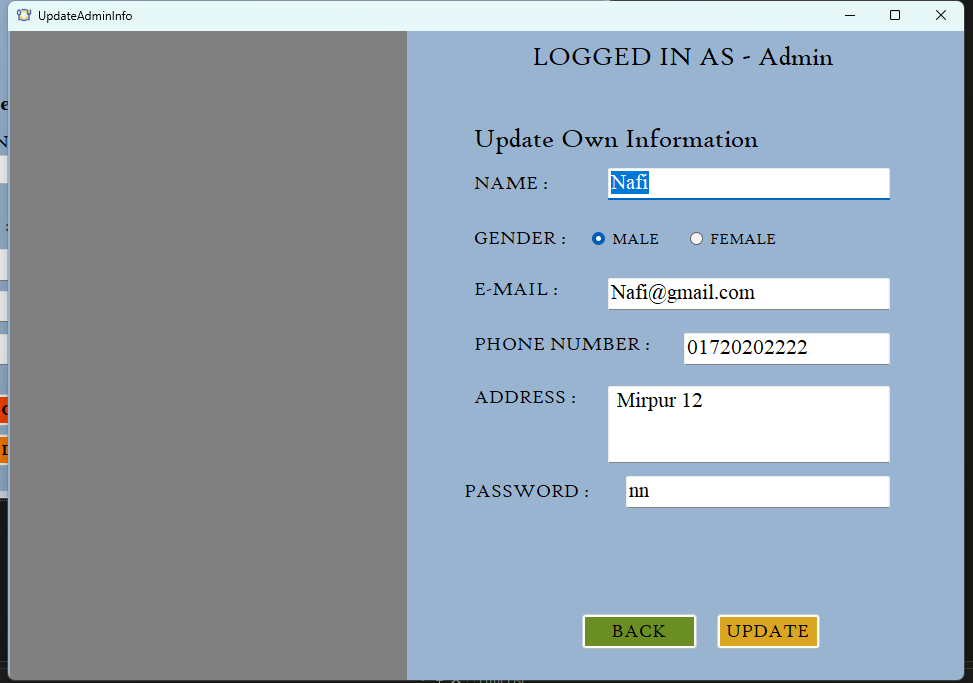 UpdateAdminInfo
LOGGED IN AS - Admin
Update Own Information
NAME : Nafi
GENDER : MALE FEMALE
E-MAIL : Nafi@gmail.com
PHONE NUMBER : 01720202222
ADDRESS : Mirpur 12
PASSWORD : nn
BACK UPDATE